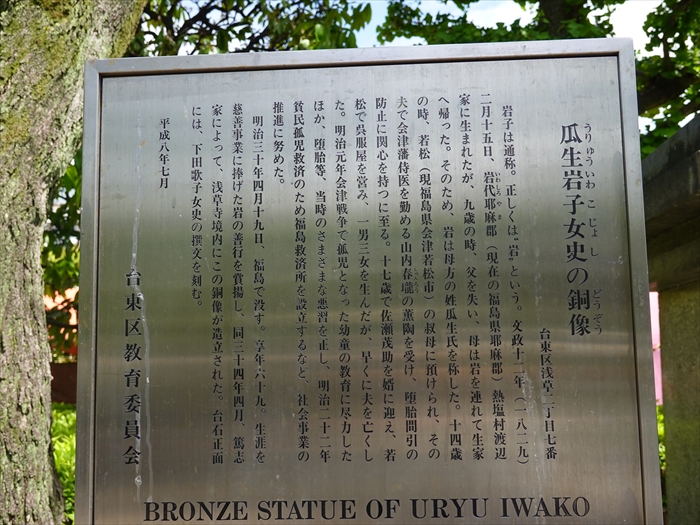 瓜生岩子女史の銅像
うりゅういわ こ じょ し どうぞう
台東区浅草二丁目七番
岩子は通称。正しくは“岩”という。文政十二年（一八二九）
二月十五日、岩代耶麻郡（現在の福島県耶麻郡）熱塩村渡辺
いわしろやま
家に生まれたが、九歳の時、父を失い、母は岩を連れて生家
へ帰った。そのため、岩は母方の姓瓜生氏を称した。十四歳
の時、若松（現福島県会津若松市）の叔母に預けられ、その
夫で会津藩侍医を勤める山内春瓏の薫陶を受け、堕胎間引の
防止に関心を持つに至る。十七歳で佐瀬茂助を婿に迎え、若
松で呉服屋を営み、一男三女を生んだが、早くに夫を亡くし
た。明治元年会津戦争で孤児となった幼童の教育に尽力した
ほか、堕胎等、当時のさまざまな悪習を正し、明治二十二年
貧民孤児救済のため福島救済所を設立するなど、社会事業の
推進に努めた。
明治三十年四月十九日、福島で没す。享年六十九。生涯を
慈善事業に捧げた岩の善行を賞揚し、同三十四年四月、篤志
家によって、浅草寺境内にこの銅像が造立された。台石正面
には、下田歌子女史の撰文を刻む。
平成八年七月
台東区教育委員会
BRONZE STATUE OF URYU IWAKO